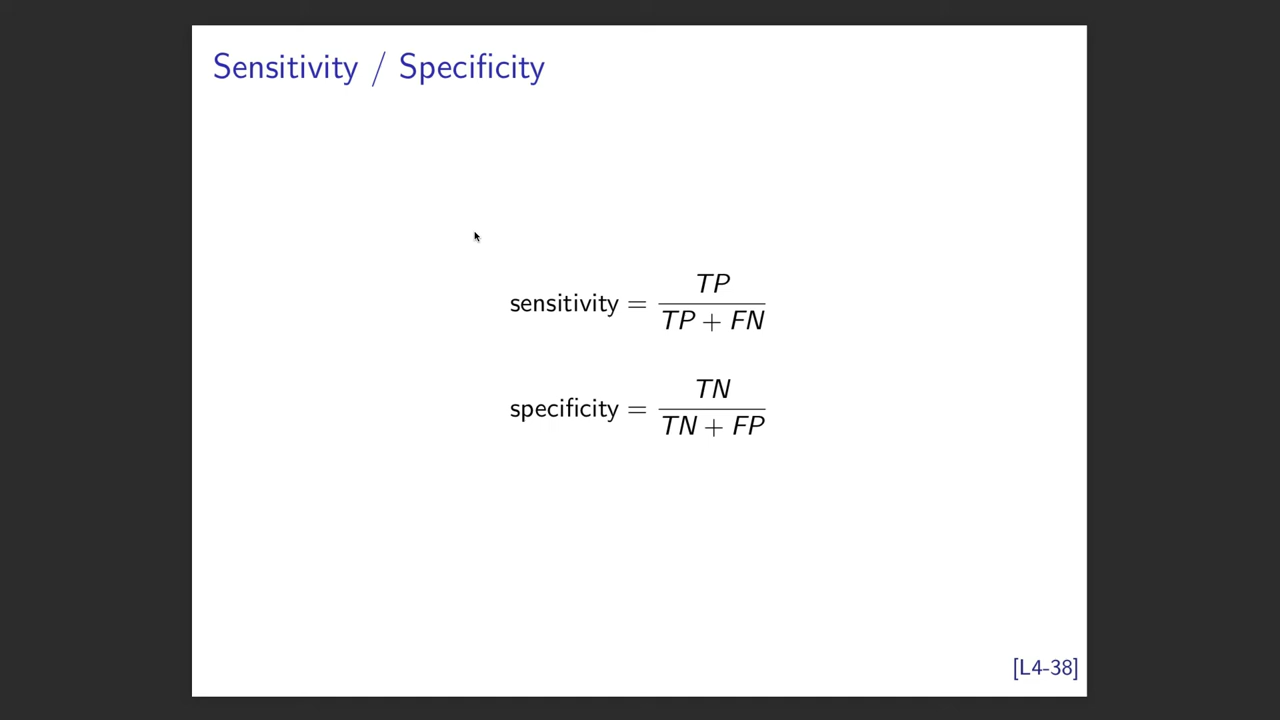 Sensitivity / Specificity
sensitivity = TP / TP + FN
specificity = TN / TN + FP
[L4-38]